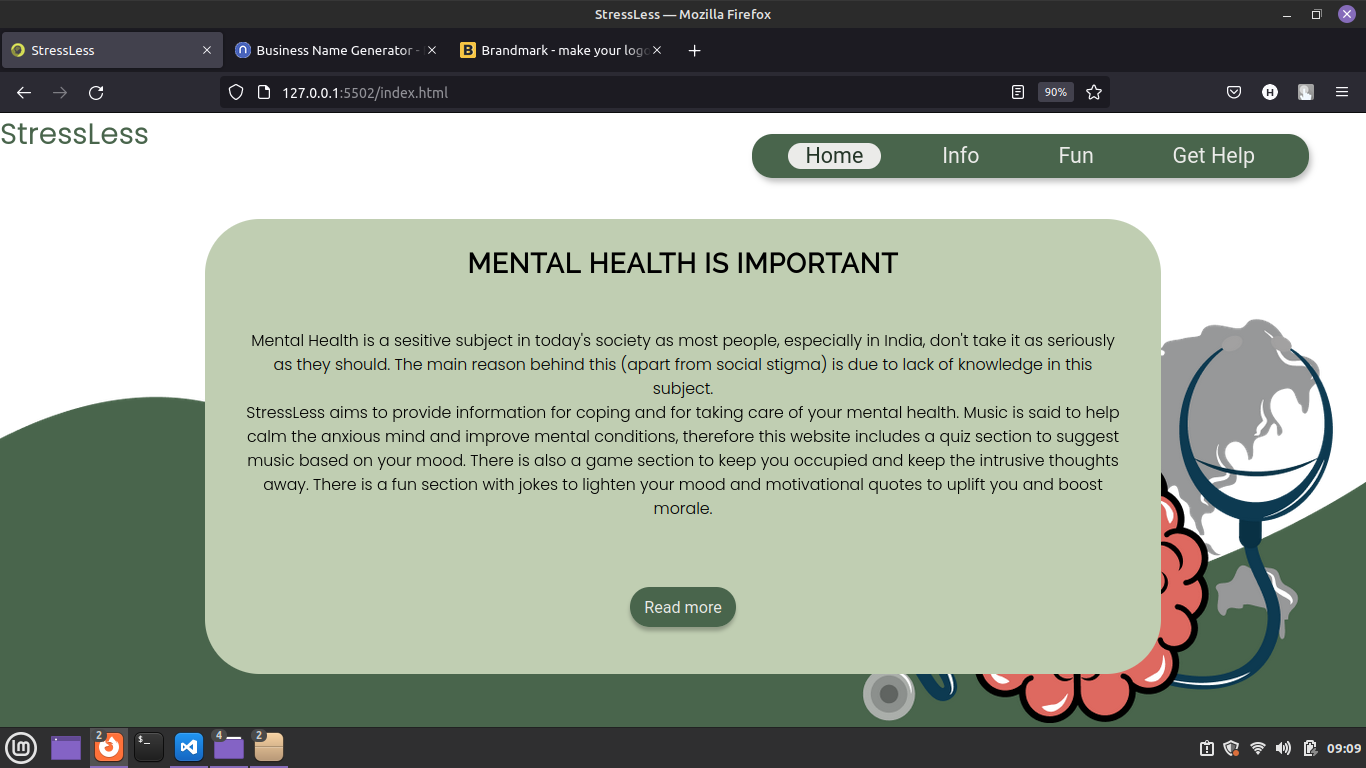 StressLess — Mozilla Firefox
StressLess
Business Name Generator -
Brandmark - make your logo
127.0.0.1:5502/index.html
90%
H
StressLess
Home
Info
Fun
Get Help
MENTAL HEALTH IS IMPORTANT
Mental Health is a sesitive subject in today's society as most people, especially in India, don't take it as seriously
as they should. The main reason behind this (apart from social stigma) is due to lack of knowledge in this
subject.
StressLess aims to provide information for coping and for taking care of your mental health. Music is said to help
calm the anxious mind and improve mental conditions, therefore this website includes a quiz section to suggest
music based on your mood. There is also a game section to keep you occupied and keep the intrusive thoughts
away. There is a fun section with jokes to lighten your mood and motivational quotes to uplift you and boost
morale.
Read more
2
$_
4
2
09:09